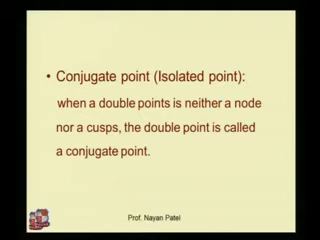 • Conjugate point (Isolated point):
when a double points is neither a node
nor a cusps, the double point is called
a conjugate point.
Prof. Nayan Patel